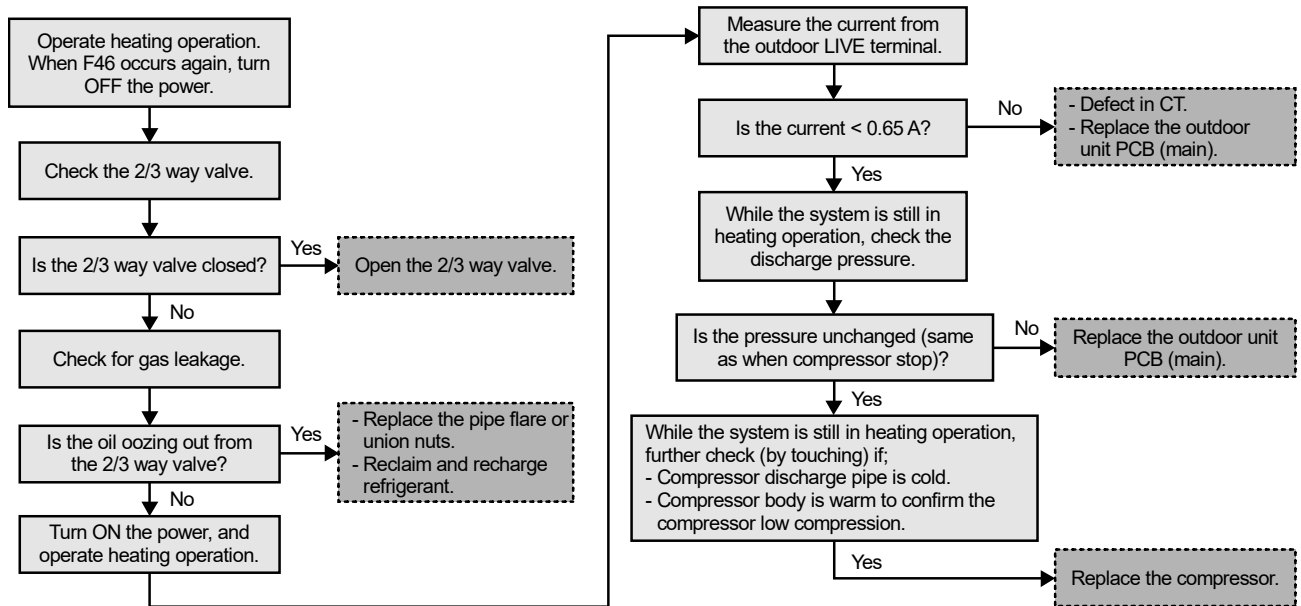 Operate heating operation.
When F46 occurs again, turn
OFF the power.
Check the 2/3 way valve.
Is the 2/3 way valve closed?
Yes
Open the 2/3 way valve.
No
Check for gas leakage.
Is the oil oozing out from
the 2/3 way valve?
Yes
- Replace the pipe flare or
union nuts.
- Reclaim and recharge
refrigerant.
No
Turn ON the power, and
operate heating operation.
Measure the current from
the outdoor LIVE terminal.
Is the current < 0.65 A?
No
- Defect in CT.
- Replace the outdoor
unit PCB (main).
Yes
While the system is still in
heating operation, check the
discharge pressure.
Is the pressure unchanged (same
as when compressor stop)?
No
Replace the outdoor unit
PCB (main).
Yes
While the system is still in heating operation,
further check (by touching) if;
- Compressor discharge pipe is cold.
- Compressor body is warm to confirm the
compressor low compression.
Yes
Replace the compressor.